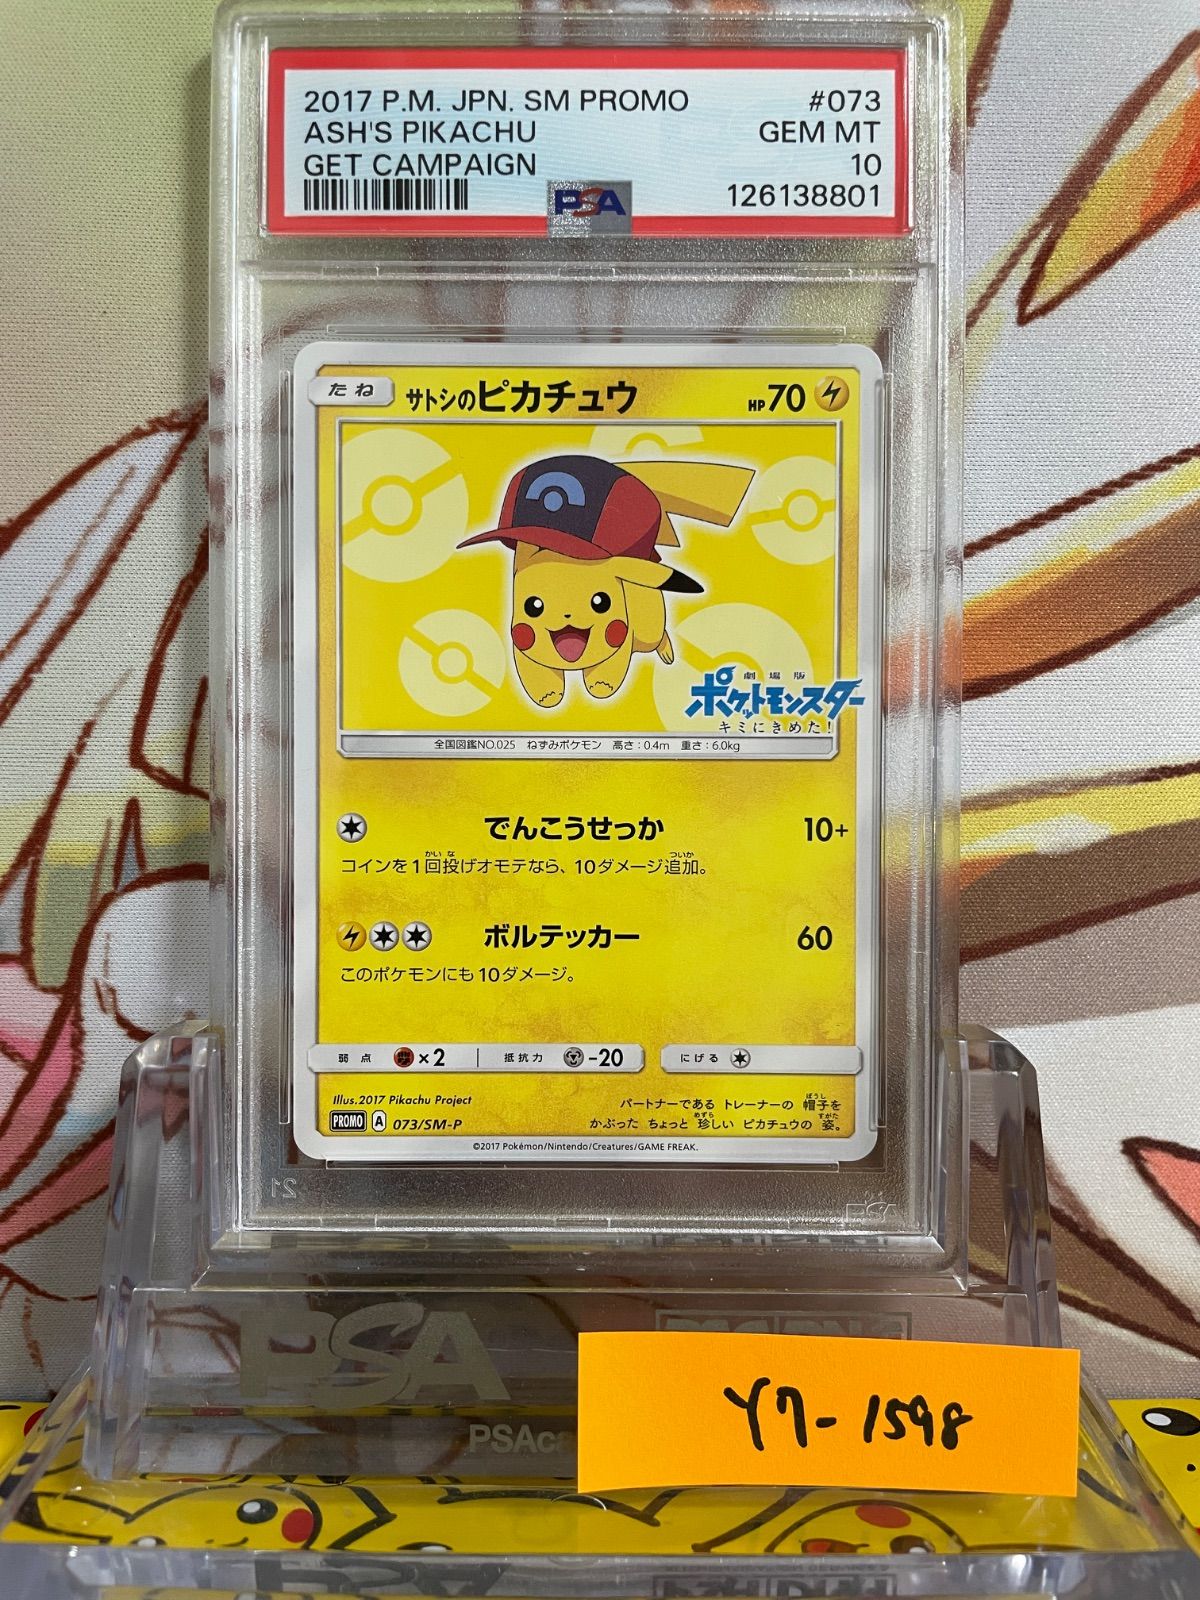 2017 P.M. JPN. SM PROMO #073
ASH'S PIKACHU GEM MT
GET CAMPAIGN 10
PSA 126138801
たね サトシのピカチュウ HP70
劇場版
ポケットモンスター
キミにきめた!
全国図鑑NO.025 ねずみポケモン 高さ:0.4m 重さ:6.0kg
でんこうせっか 10+
コインを1回投げオモテなら、10ダメージ追加。
ボルテッカー 60
このポケモンにも10ダメージ。
弱点 ×2 抵抗力 -20 にげる
Illus.2017 Pikachu Project
パートナーである トレーナーの 帽子を
PROMO A 073/SM-P かぶった ちょっと 珍しい ピカチュウの 姿。
©2017 Pokémon/Nintendo/Creatures/GAME FREAK.
PSA
Y7-1598